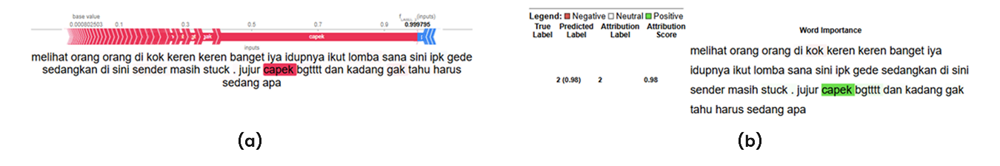 base value
f (inputs)
0.000802503 0.1 0.3 0.5 0.7 0.9 0.999795
capek
inputs
melihat orang orang di kok keren keren banget iya idupnya ikut lomba sana sini ipk gede
sedangkan di sini sender masih stuck . jujur capek bgtttt dan kadang gak tahu harus
sedang apa
(a)
Legend: Negative Neutral Positive
True Label Predicted Label Attribution Label Attribution Score
2 (0.98) 2 0.98
Word Importance
melihat orang orang di kok keren keren banget iya
idupnya ikut lomba sana sini ipk gede sedangkan di sini
sender masih stuck . jujur capek bgtttt dan kadang gak
tahu harus sedang apa
(b)